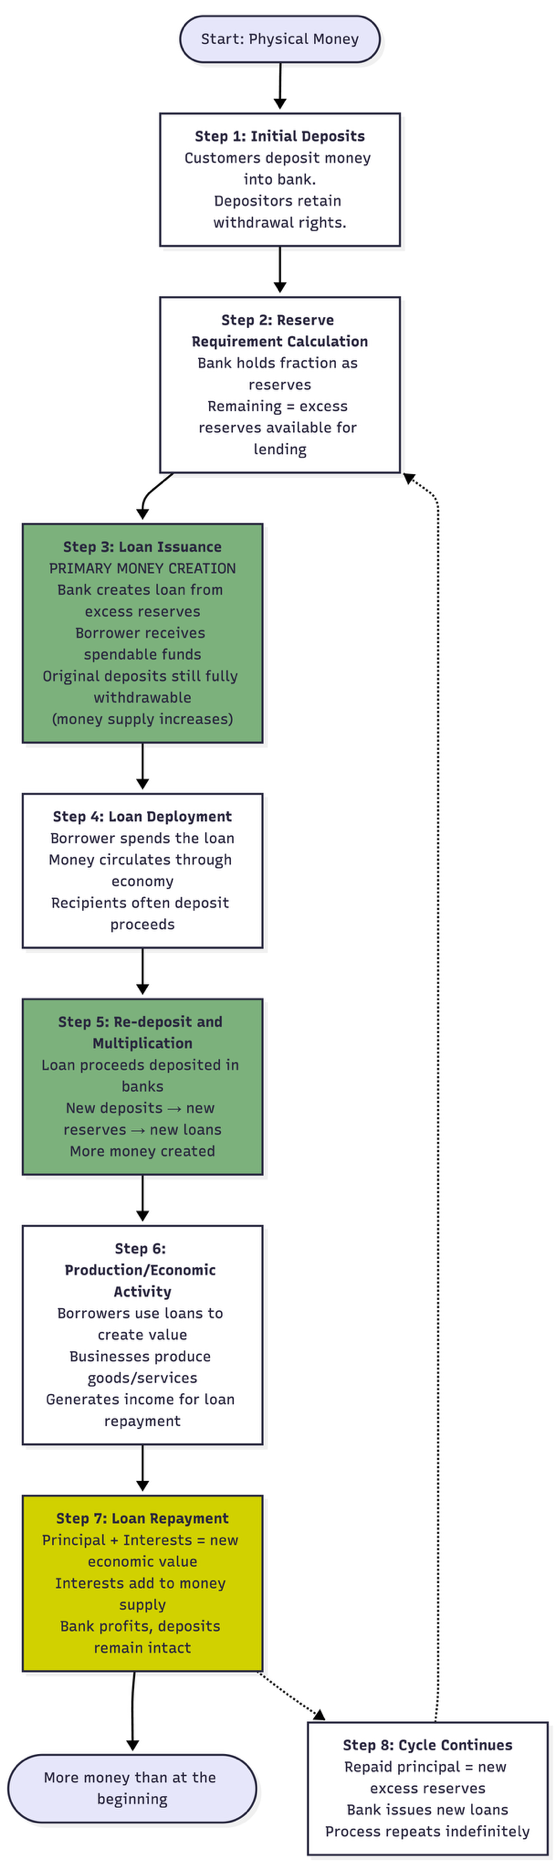 Start: Physical Money
Step 1: Initial Deposits
Customers deposit money
into bank.
Depositors retain
withdrawal rights.
Step 2: Reserve
Requirement Calculation
Bank holds fraction as
reserves
Remaining = excess
reserves available for
lending
Step 3: Loan Issuance
PRIMARY MONEY CREATION
Bank creates loan from
excess reserves
Borrower receives
spendable funds
Original deposits still fully
withdrawable
(money supply increases)
Step 4: Loan Deployment
Borrower spends the loan
Money circulates through
economy
Recipients often deposit
proceeds
Step 5: Re-deposit and
Multiplication
Loan proceeds deposited in
banks
New deposits → new
reserves → new loans
More money created
Step 6:
Production/Economic
Activity
Borrowers use loans to
create value
Businesses produce
goods/services
Generates income for loan
repayment
Step 7: Loan Repayment
Principal + Interests = new
economic value
Interests add to money
supply
Bank profits, deposits
remain intact
Step 8: Cycle Continues
Repaid principal = new
excess reserves
Bank issues new loans
Process repeats indefinitely
More money than at the
beginning